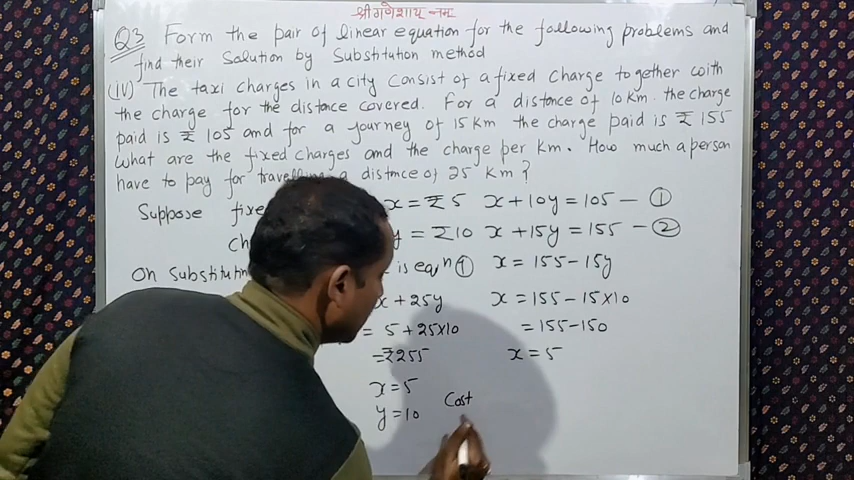 श्री गणेशाय नमः
Q3 Form the pair of linear equation for the following problems and
find their Solution by Substitution method
(iv) The taxi charges in a city Consist of a fixed charge together with
the charge for the distance covered. For a distance of 10 km. the charge
paid is ₹ 105 and for a journey of 15 Km the charge paid is ₹ 155
What are the fixed charges and the charge per Km. How much a person
have to pay for travelling a distance of 25 Km ?
Suppose x = ₹ 5 x + 10y = 105 — ①
y = ₹10 x + 15y = 155 — ②
On Substitut is eqⁿ ① x = 155 - 15y
x + 25y x = 155 - 15×10
= 5 + 25×10 = 155 - 150
= ₹255 x = 5
x = 5
y = 10 Cost